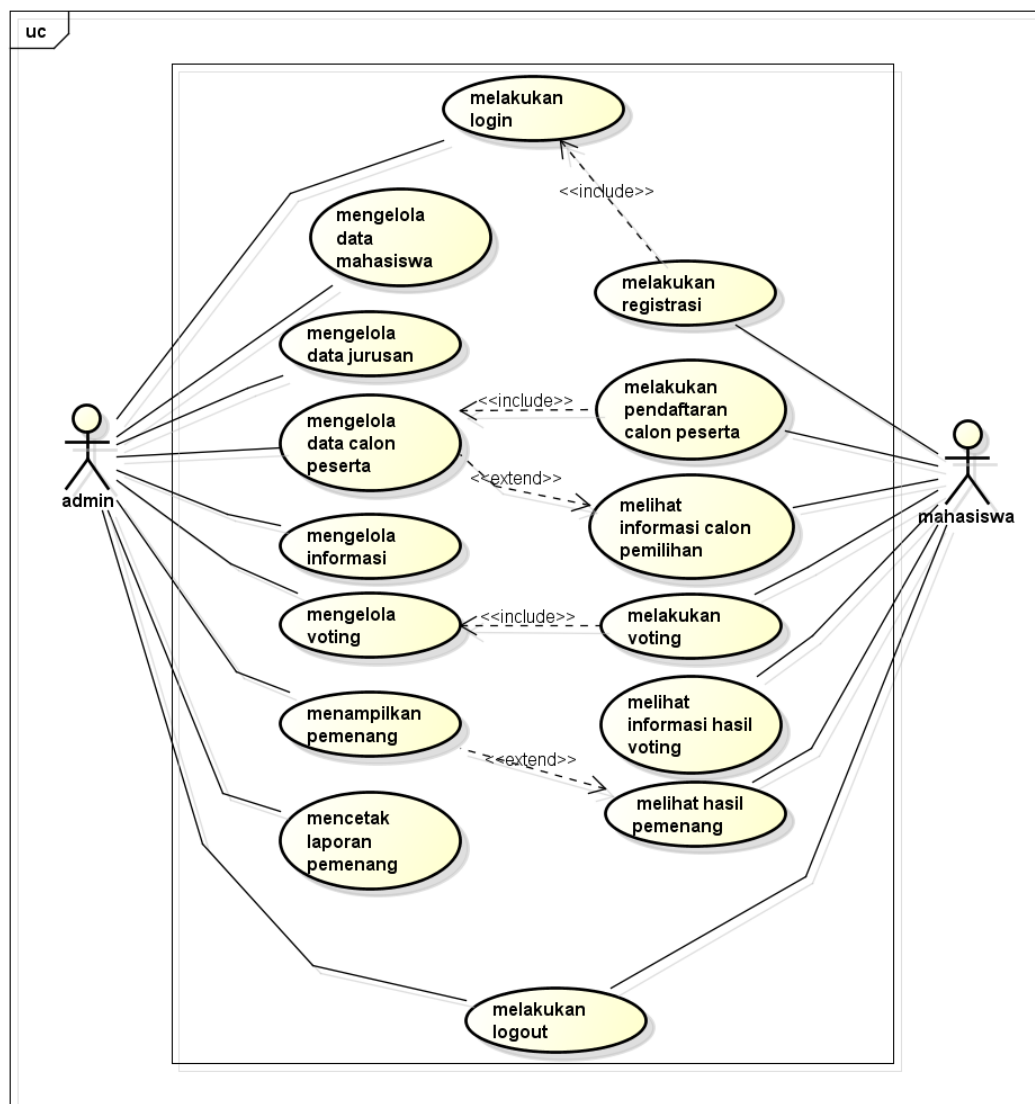 uc
melakukan
login
<<include>>
mengelola
data
mahasiswa
melakukan
registrasi
mengelola
data jurusan
<<include>>
melakukan
pendaftaran
calon peserta
mengelola
data calon
peserta
<<extend>>
admin
mahasiswa
melihat
informasi calon
pemilihan
mengelola
informasi
mengelola
voting
<<include>>
melakukan
voting
melihat
informasi hasil
voting
menampilkan
pemenang
<<extend>>
melihat hasil
pemenang
mencetak
laporan
pemenang
melakukan
logout